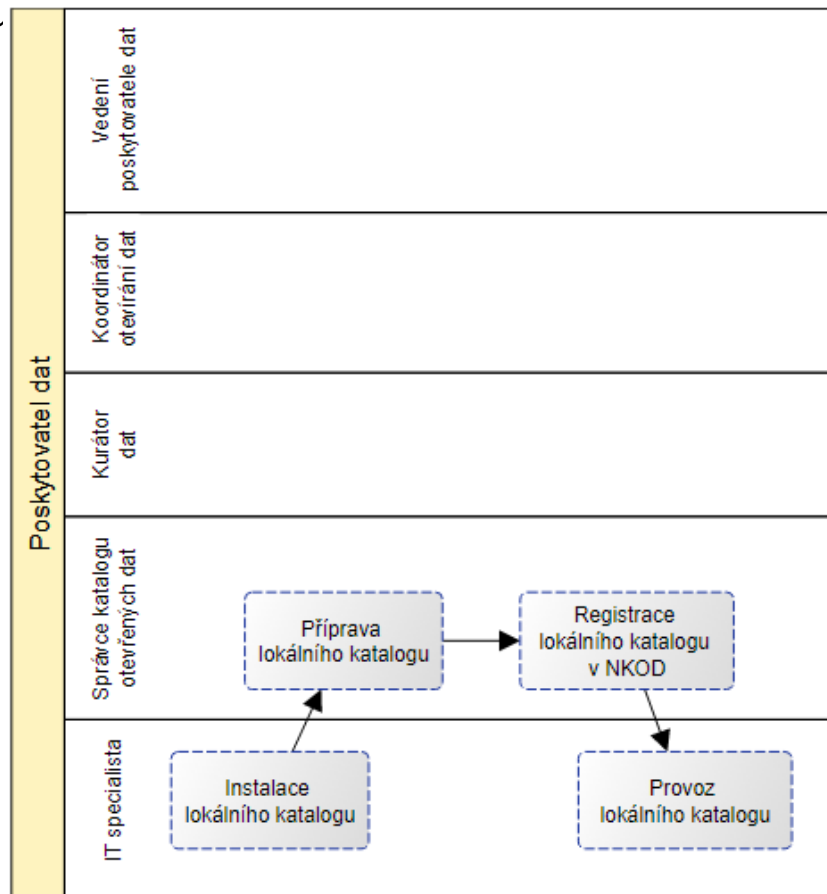 Poskytovatel dat
Vedení
poskytovatele dat
Koordinátor
otevírání dat
Kurátor
dat
Správce katalogu
otevřených dat
Příprava
lokálního katalogu
Registrace
lokálního katalogu
v NKOD
IT specialista
Instalace
lokálního katalogu
Provoz
lokálního katalogu